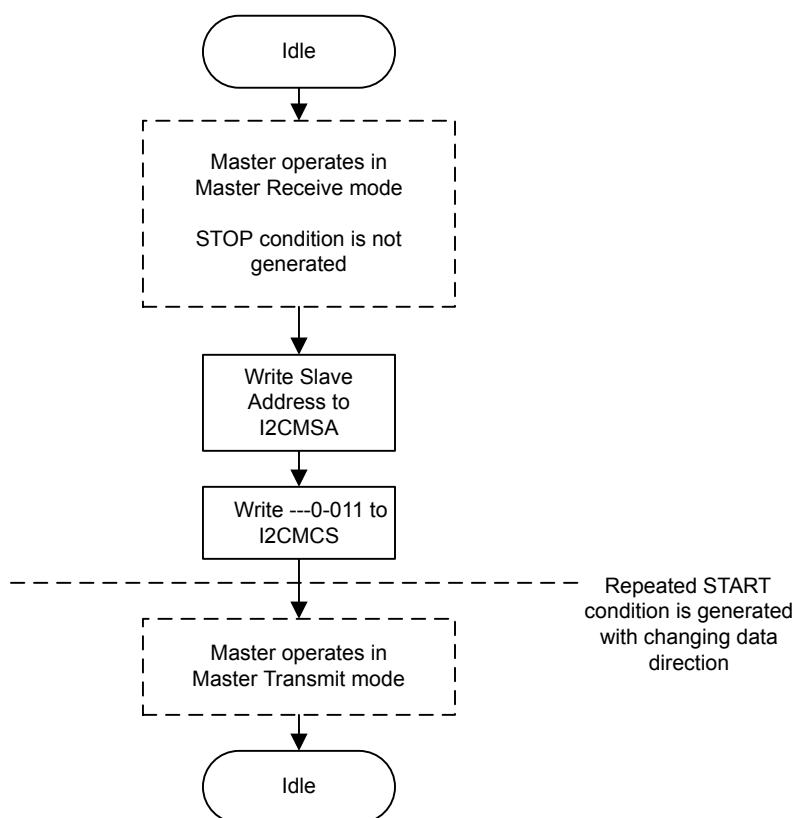 Idle
Master operates in
Master Receive mode
STOP condition is not
generated
Write Slave
Address to
I2CMSA
Write ---0-011 to
I2CMCS
Repeated START
condition is generated
with changing data
direction
Master operates in
Master Transmit mode
Idle